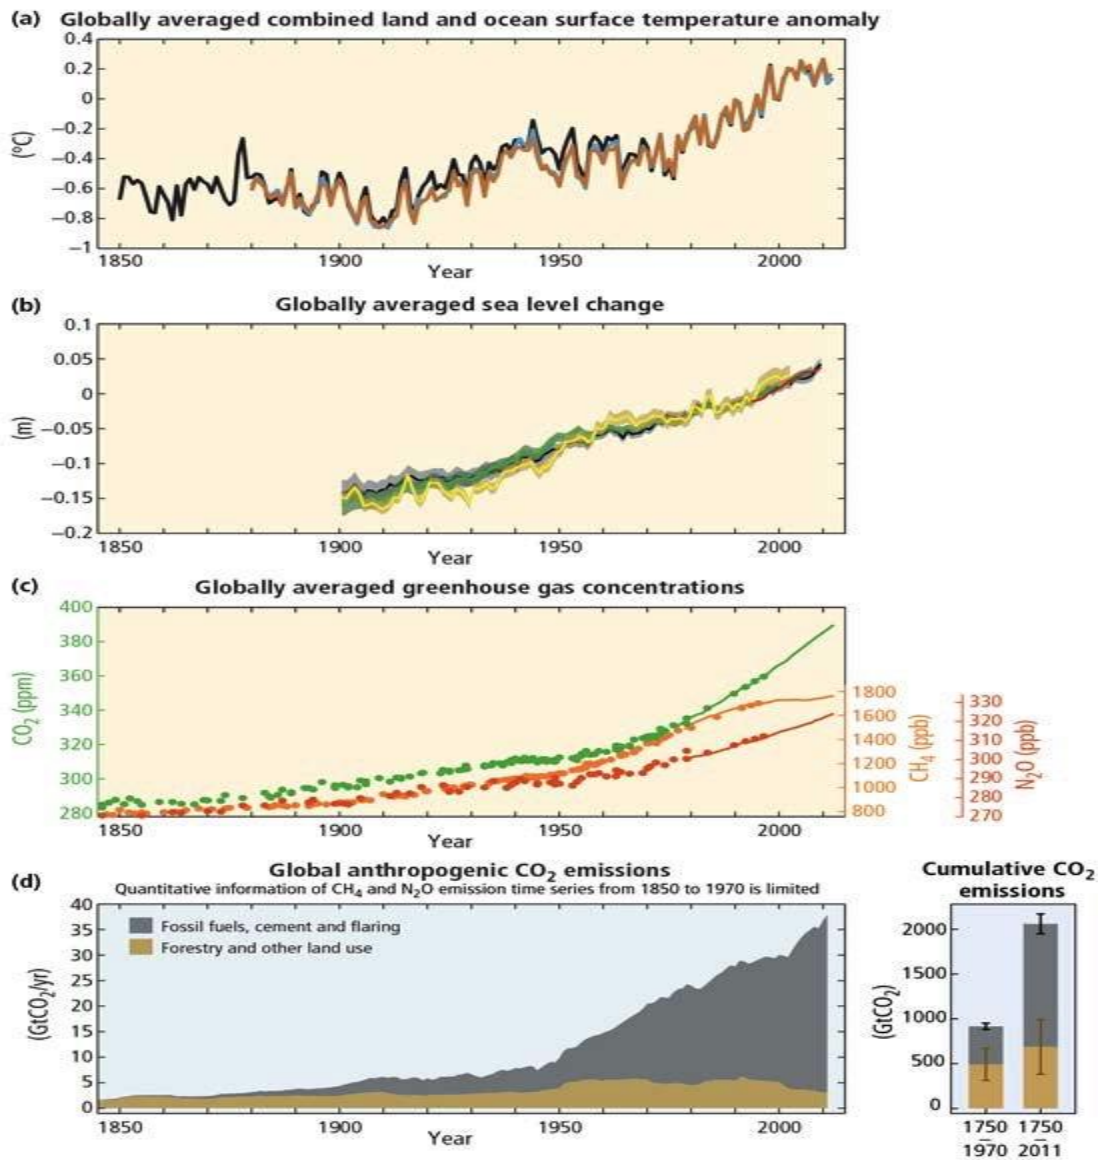 (a) Globally averaged combined land and ocean surface temperature anomaly
0.4
0.2
0
−0.2
−0.4
−0.6
−0.8
−1
(°C)
1850 1900 1950 2000
Year
(b) Globally averaged sea level change
0.1
0.05
0
−0.05
−0.1
−0.15
−0.2
(m)
1850 1900 1950 2000
Year
(c) Globally averaged greenhouse gas concentrations
400
380
360
340
320
300
280
CO₂ (ppm)
1800
1600
1400
1200
1000
800
CH₄ (ppb)
330
320
310
300
290
280
270
N₂O (ppb)
1850 1900 1950 2000
Year
(d) Global anthropogenic CO₂ emissions
Quantitative information of CH₄ and N₂O emission time series from 1850 to 1970 is limited
40
35
30
25
20
15
10
5
0
(GtCO₂/yr)
Fossil fuels, cement and flaring
Forestry and other land use
1850 1900 1950 2000
Year
Cumulative CO₂
emissions
2000
1500
1000
500
0
(GtCO₂)
1750 1750
– –
1970 2011